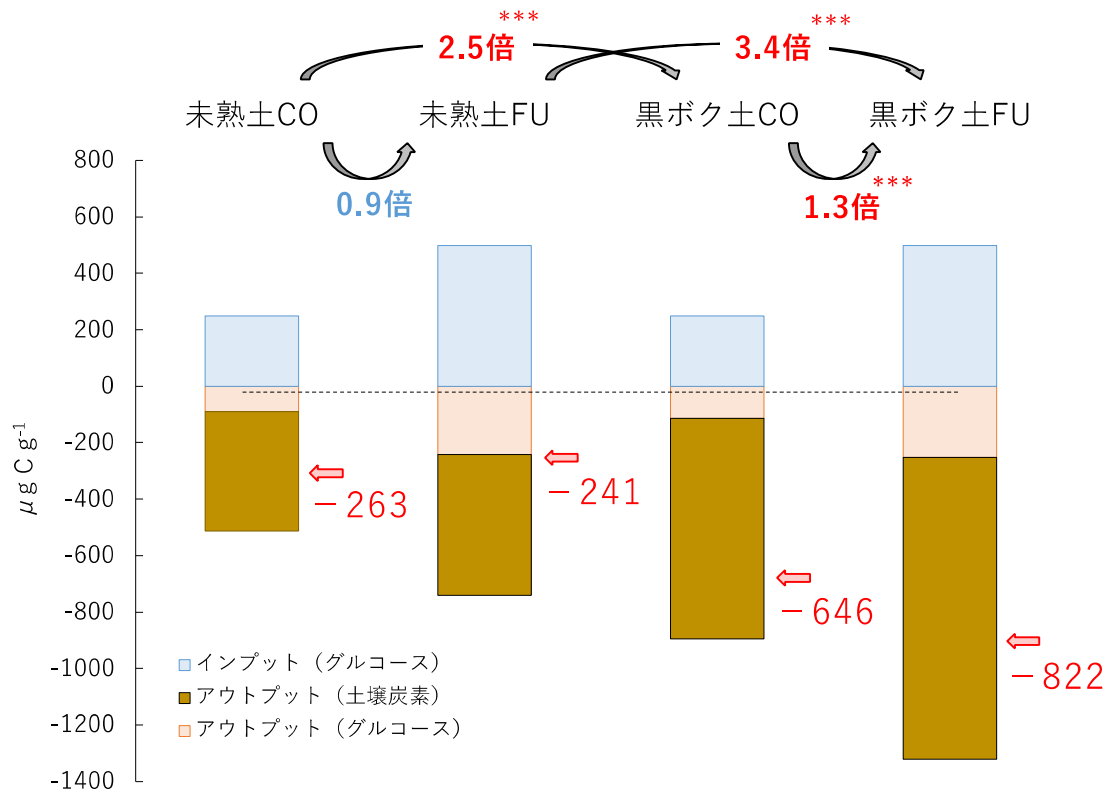 ***
***
2.5倍
3.4倍
未熟土CO
未熟土FU
黒ボク土CO
黒ボク土FU
0.9倍
***
1.3倍
800
600
400
200
0
-200
-400
-600
-800
-1000
-1200
-1400
μg C g-1
-263
-241
-646
-822
インプット（グルコース）
アウトプット（土壌炭素）
アウトプット（グルコース）